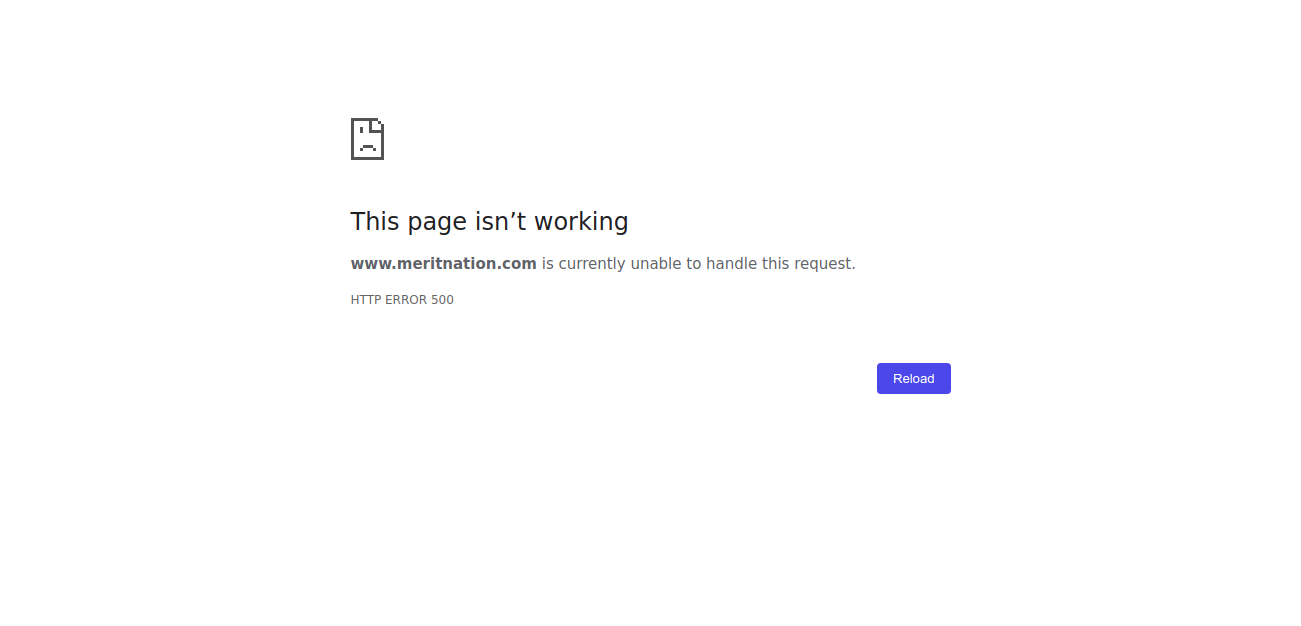 This page isn’t working
www.meritnation.com is currently unable to handle this request.
HTTP ERROR 500
Reload